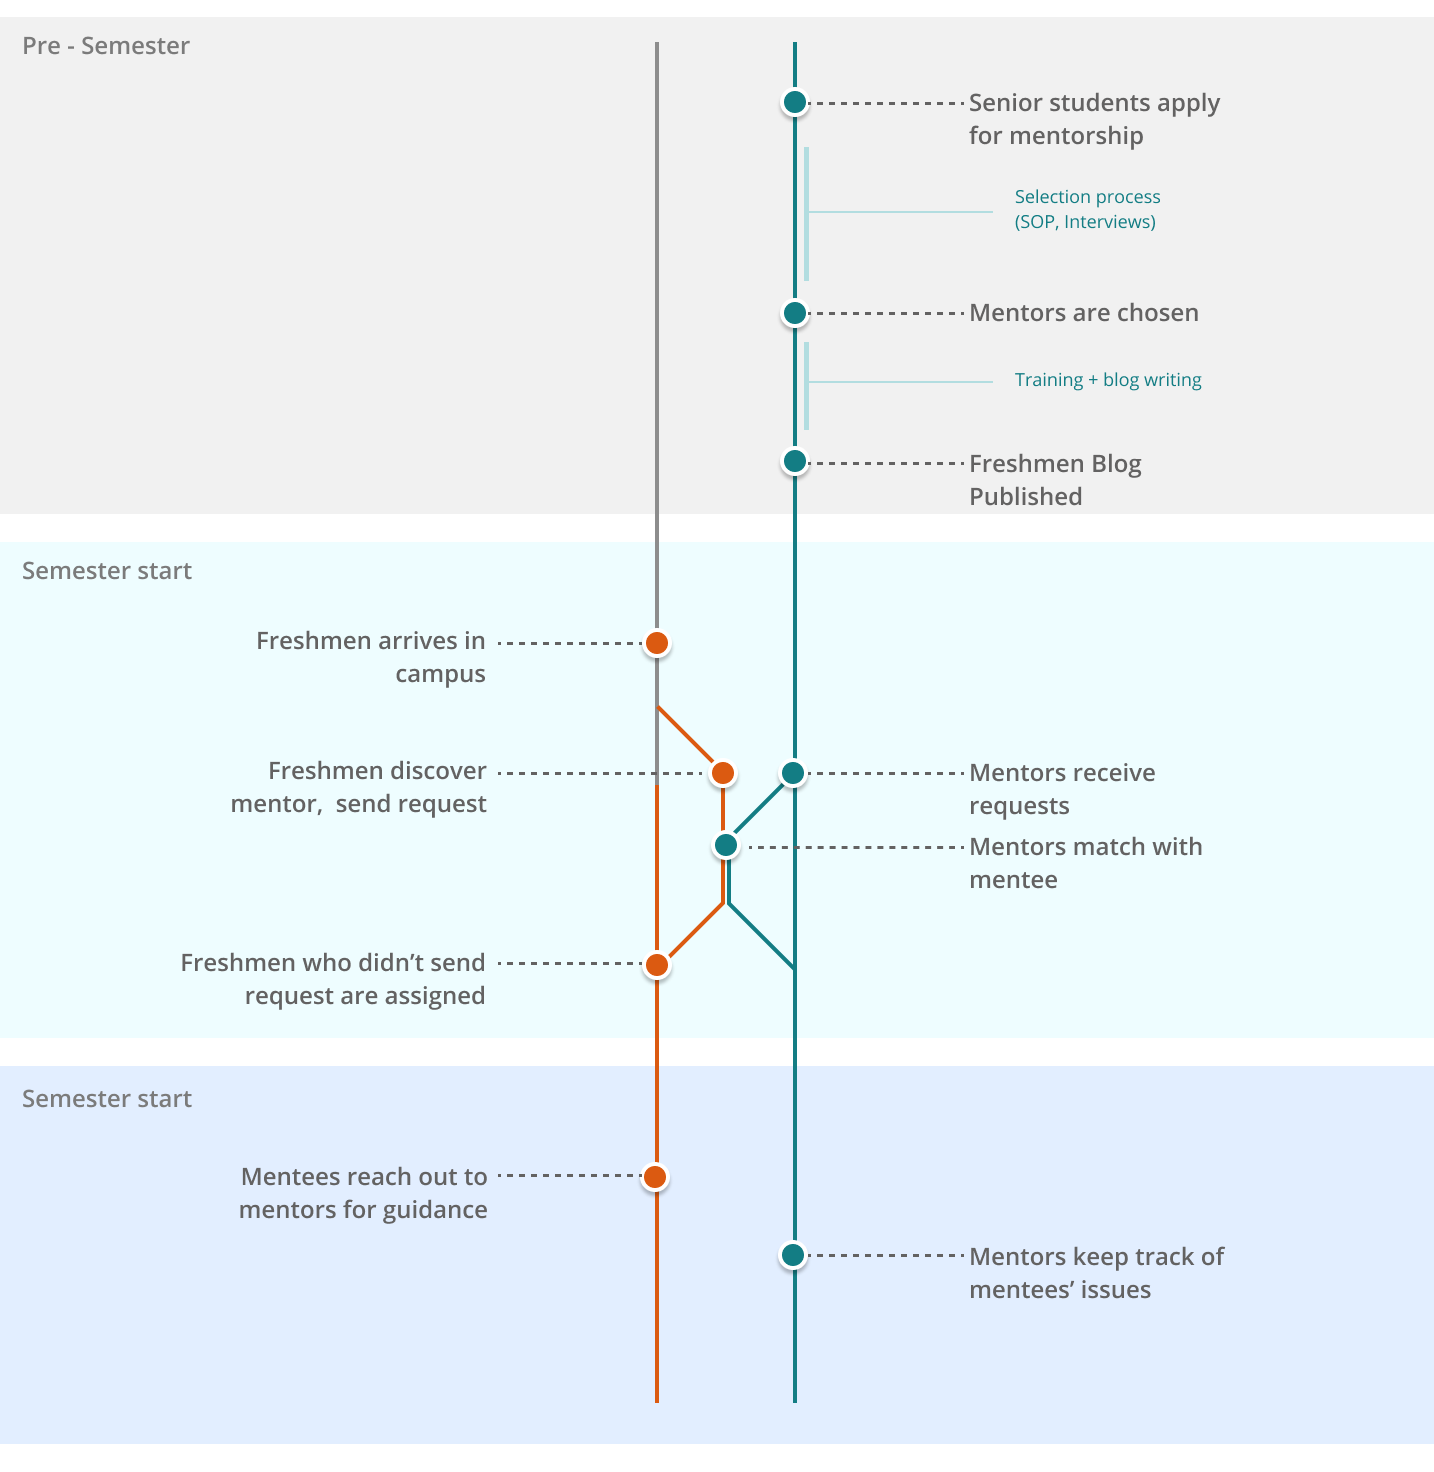 Pre - Semester
Senior students apply
for mentorship
Selection process
(SOP, Interviews)
Mentors are chosen
Training + blog writing
Freshmen Blog
Published
Semester start
Freshmen arrives in
campus
Freshmen discover
mentor,  send request
Mentors receive
requests
Mentors match with
mentee
Freshmen who didn’t send
request are assigned
Semester start
Mentees reach out to
mentors for guidance
Mentors keep track of
mentees’ issues